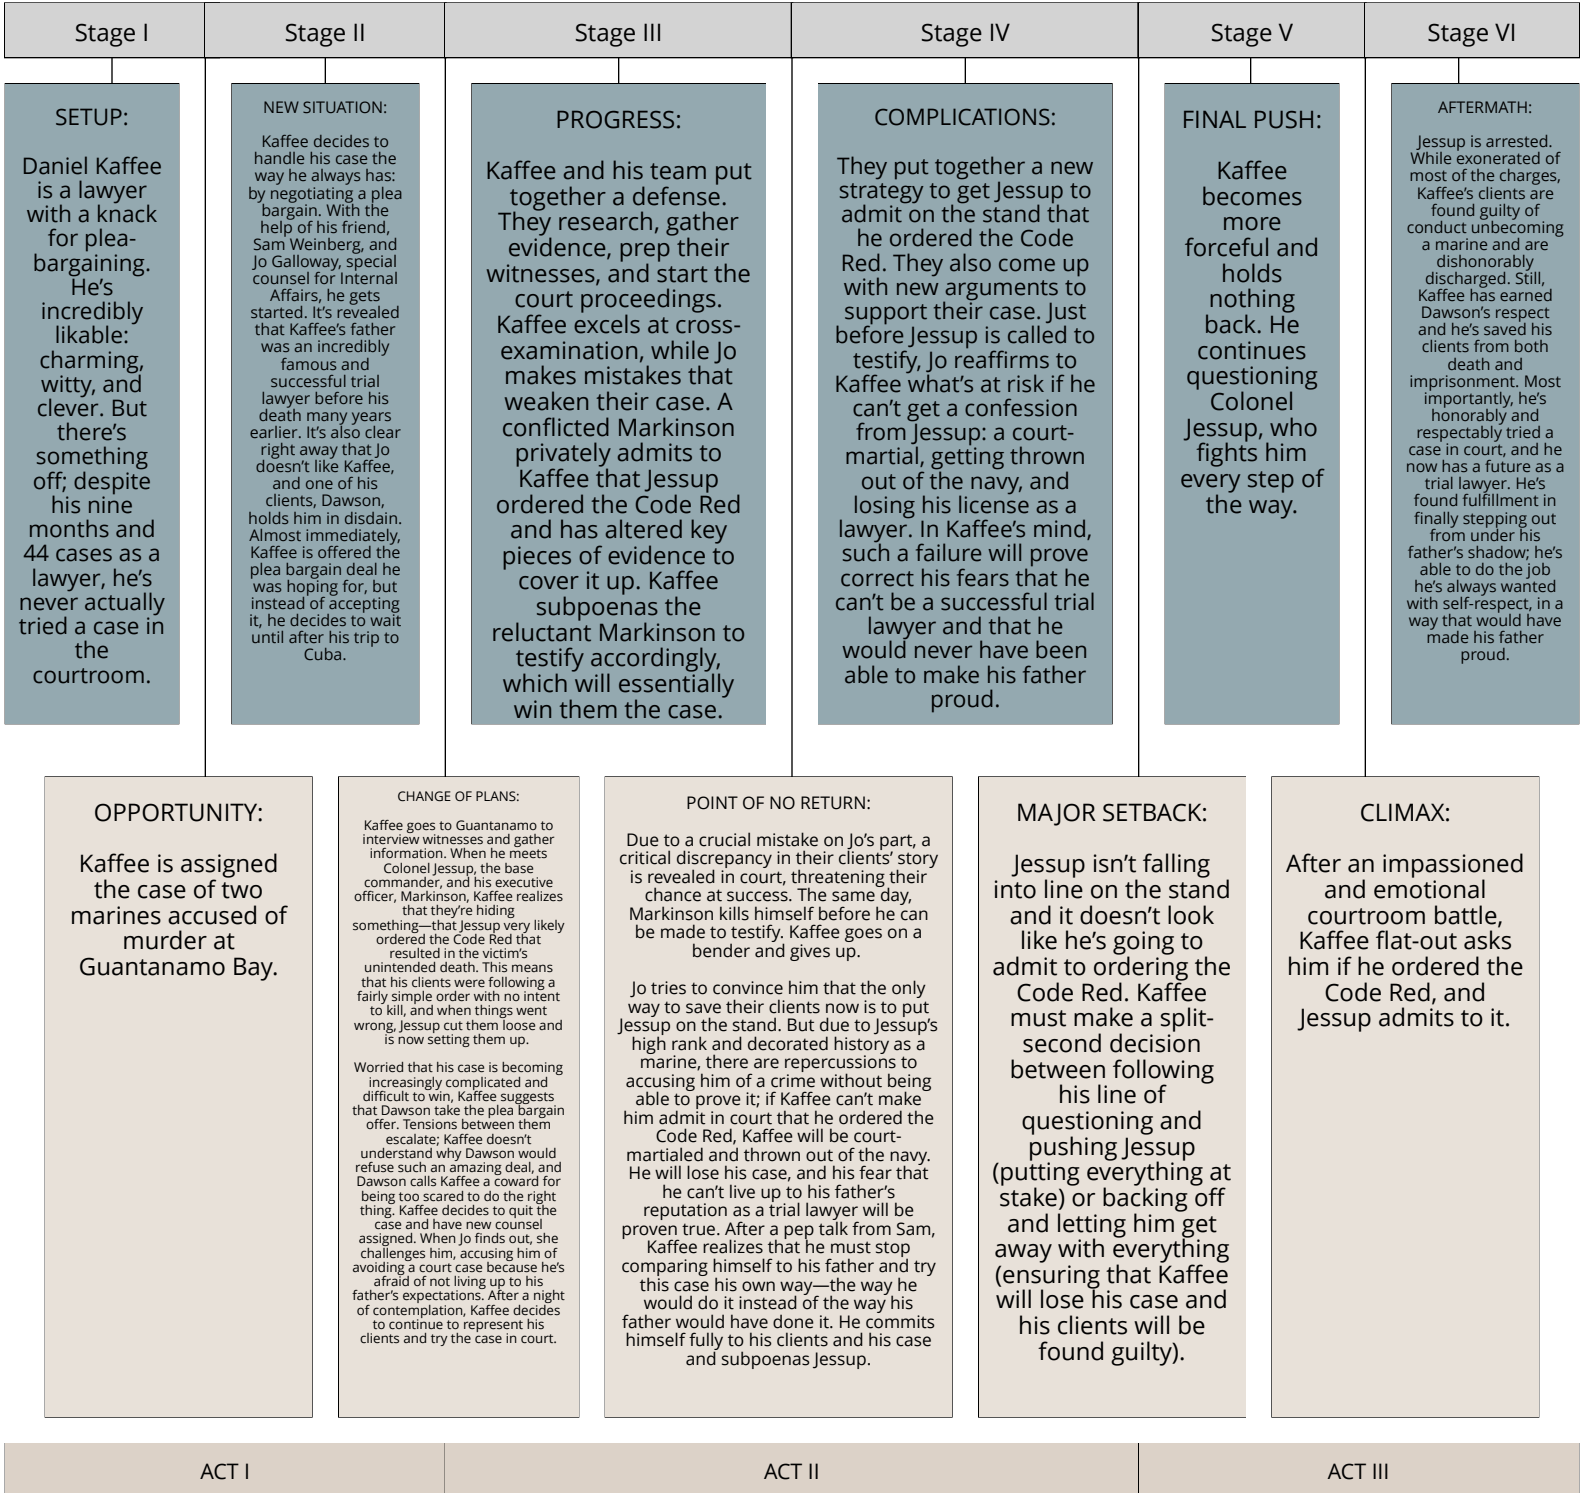 Stage I
Stage II
Stage III
Stage IV
Stage V
Stage VI
SETUP:
Daniel Kaffee
is a lawyer
with a knack
for plea-
bargaining.
He’s
incredibly
likable:
charming,
witty, and
clever. But
there’s
something
off; despite
his nine
months and
44 cases as a
lawyer, he’s
never actually
tried a case in
the
courtroom.
NEW SITUATION:
Kaffee decides to
handle his case the
way he always has:
by negotiating a plea
bargain. With the
help of his friend,
Sam Weinberg, and
Jo Galloway, special
counsel for Internal
Affairs, he gets
started. It’s revealed
that Kaffee’s father
was an incredibly
famous and
successful trial
lawyer before his
death many years
earlier. It’s also clear
right away that Jo
doesn’t like Kaffee,
and one of his
clients, Dawson,
holds him in disdain.
Almost immediately,
Kaffee is offered the
plea bargain deal he
was hoping for, but
instead of accepting
it, he decides to wait
until after his trip to
Cuba.
PROGRESS:
Kaffee and his team put
together a defense.
They research, gather
evidence, prep their
witnesses, and start the
court proceedings.
Kaffee excels at cross-
examination, while Jo
makes mistakes that
weaken their case. A
conflicted Markinson
privately admits to
Kaffee that Jessup
ordered the Code Red
and has altered key
pieces of evidence to
cover it up. Kaffee
subpoenas the
reluctant Markinson to
testify accordingly,
which will essentially
win them the case.
COMPLICATIONS:
They put together a new
strategy to get Jessup to
admit on the stand that
he ordered the Code
Red. They also come up
with new arguments to
support their case. Just
before Jessup is called to
testify, Jo reaffirms to
Kaffee what’s at risk if he
can’t get a confession
from Jessup: a court-
martial, getting thrown
out of the navy, and
losing his license as a
lawyer. In Kaffee’s mind,
such a failure will prove
correct his fears that he
can’t be a successful trial
lawyer and that he
would never have been
able to make his father
proud.
FINAL PUSH:
Kaffee
becomes
more
forceful and
holds
nothing
back. He
continues
questioning
Colonel
Jessup, who
fights him
every step of
the way.
AFTERMATH:
Jessup is arrested.
While exonerated of
most of the charges,
Kaffee’s clients are
found guilty of
conduct unbecoming
a marine and are
dishonorably
discharged. Still,
Kaffee has earned
Dawson’s respect
and he’s saved his
clients from both
death and
imprisonment. Most
importantly, he’s
honorably and
respectably tried a
case in court, and he
now has a future as a
trial lawyer. He’s
found fulfillment in
finally stepping out
from under his
father’s shadow; he’s
able to do the job
he’s always wanted
with self-respect, in a
way that would have
made his father
proud.
OPPORTUNITY:
Kaffee is assigned
the case of two
marines accused of
murder at
Guantanamo Bay.
CHANGE OF PLANS:
Kaffee goes to Guantanamo to
interview witnesses and gather
information. When he meets
Colonel Jessup, the base
commander, and his executive
officer, Markinson, Kaffee realizes
that they’re hiding
something—that Jessup very likely
ordered the Code Red that
resulted in the victim’s
unintended death. This means
that his clients were following a
fairly simple order with no intent
to kill, and when things went
wrong, Jessup cut them loose and
is now setting them up.
Worried that his case is becoming
increasingly complicated and
difficult to win, Kaffee suggests
that Dawson take the plea bargain
offer. Tensions between them
escalate; Kaffee doesn’t
understand why Dawson would
refuse such an amazing deal, and
Dawson calls Kaffee a coward for
being too scared to do the right
thing. Kaffee decides to quit the
case and have new counsel
assigned. When Jo finds out, she
challenges him, accusing him of
avoiding a court case because he’s
afraid of not living up to his
father’s expectations. After a night
of contemplation, Kaffee decides
to continue to represent his
clients and try the case in court.
POINT OF NO RETURN:
Due to a crucial mistake on Jo’s part, a
critical discrepancy in their clients’ story
is revealed in court, threatening their
chance at success. The same day,
Markinson kills himself before he can
be made to testify. Kaffee goes on a
bender and gives up.
Jo tries to convince him that the only
way to save their clients now is to put
Jessup on the stand. But due to Jessup’s
high rank and decorated history as a
marine, there are repercussions to
accusing him of a crime without being
able to prove it; if Kaffee can’t make
him admit in court that he ordered the
Code Red, Kaffee will be court-
martialed and thrown out of the navy.
He will lose his case, and his fear that
he can’t live up to his father’s
reputation as a trial lawyer will be
proven true. After a pep talk from Sam,
Kaffee realizes that he must stop
comparing himself to his father and try
this case his own way—the way he
would do it instead of the way his
father would have done it. He commits
himself fully to his clients and his case
and subpoenas Jessup.
MAJOR SETBACK:
Jessup isn’t falling
into line on the stand
and it doesn’t look
like he’s going to
admit to ordering the
Code Red. Kaffee
must make a split-
second decision
between following
his line of
questioning and
pushing Jessup
(putting everything at
stake) or backing off
and letting him get
away with everything
(ensuring that Kaffee
will lose his case and
his clients will be
found guilty).
CLIMAX:
After an impassioned
and emotional
courtroom battle,
Kaffee flat-out asks
him if he ordered the
Code Red, and
Jessup admits to it.
ACT I
ACT II
ACT III